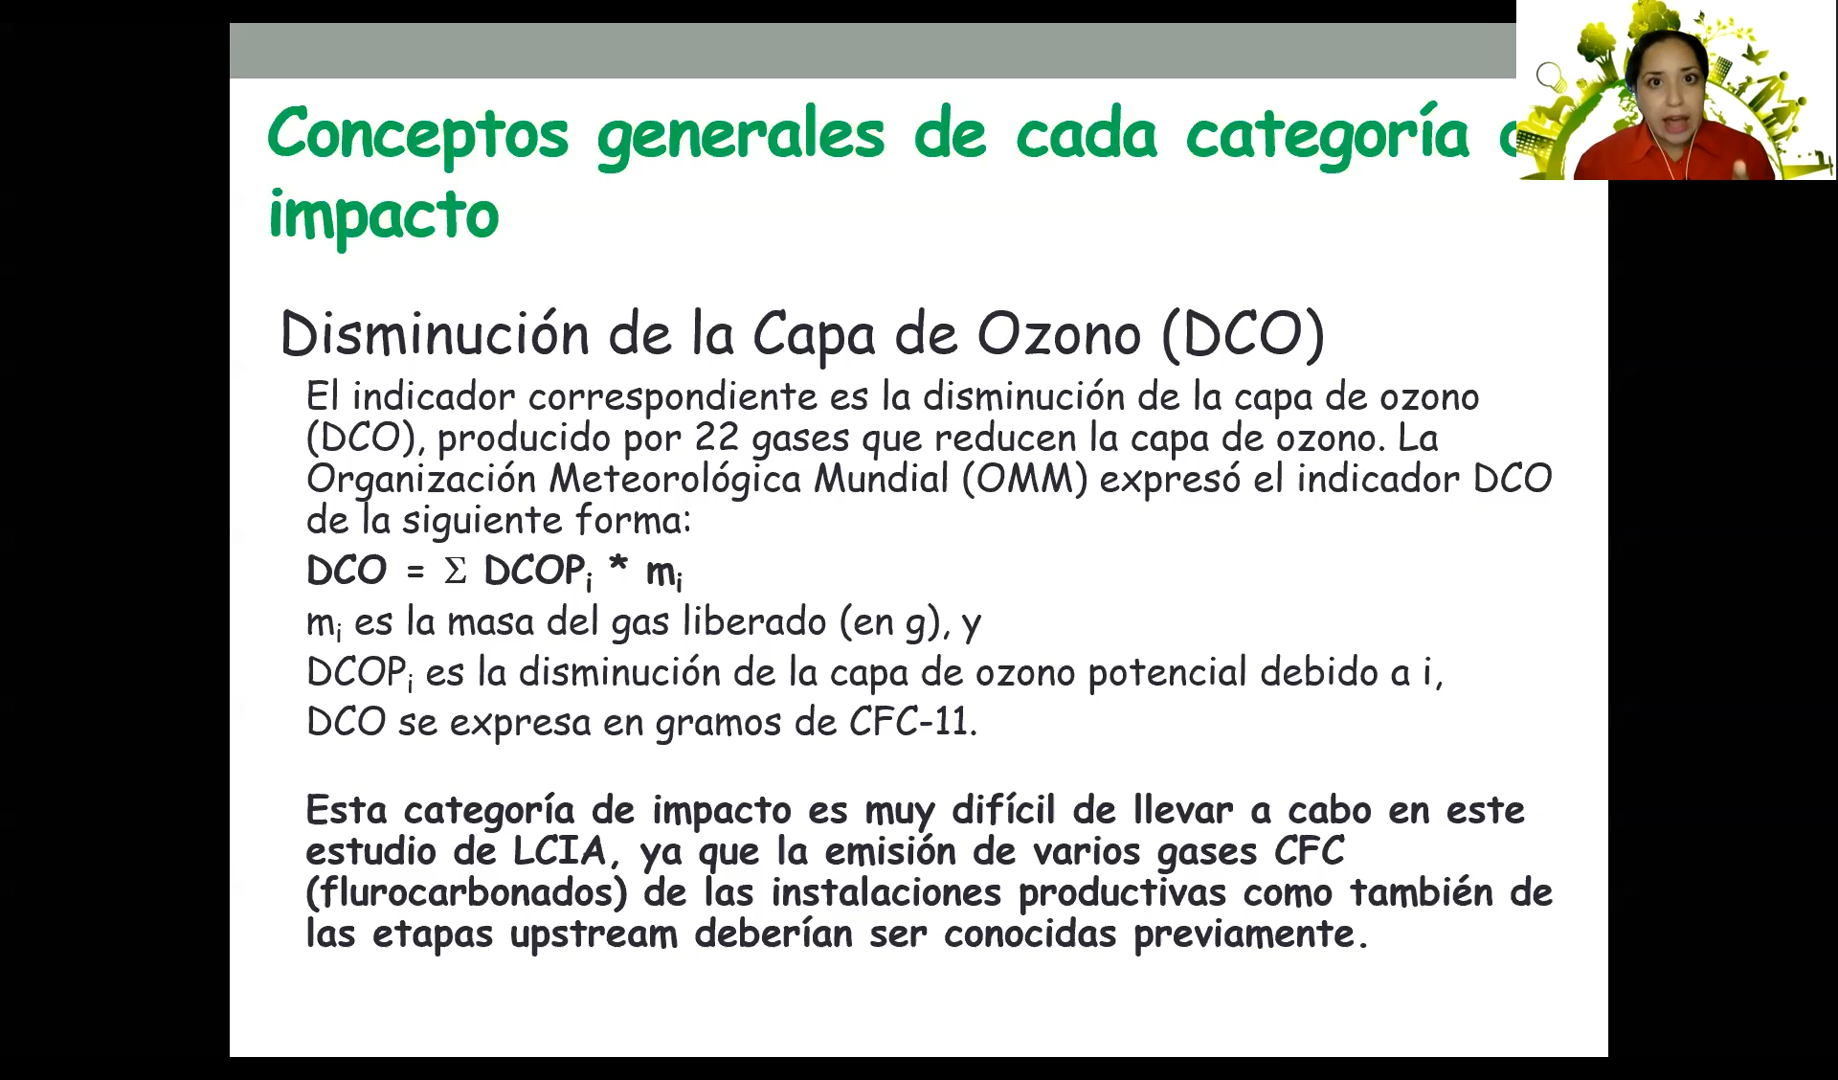 Conceptos generales de cada categoría
impacto
Disminución de la Capa de Ozono (DCO)
El indicador correspondiente es la disminución de la capa de ozono
(DCO), producido por 22 gases que reducen la capa de ozono. La
Organización Meteorológica Mundial (OMM) expresó el indicador DCO
de la siguiente forma:
DCO = Σ DCOPi * mi
mi es la masa del gas liberado (en g), y
DCOPi es la disminución de la capa de ozono potencial debido a i,
DCO se expresa en gramos de CFC-11.
Esta categoría de impacto es muy difícil de llevar a cabo en este
estudio de LCIA, ya que la emisión de varios gases CFC
(flurocarbonados) de las instalaciones productivas como también de
las etapas upstream deberían ser conocidas previamente.